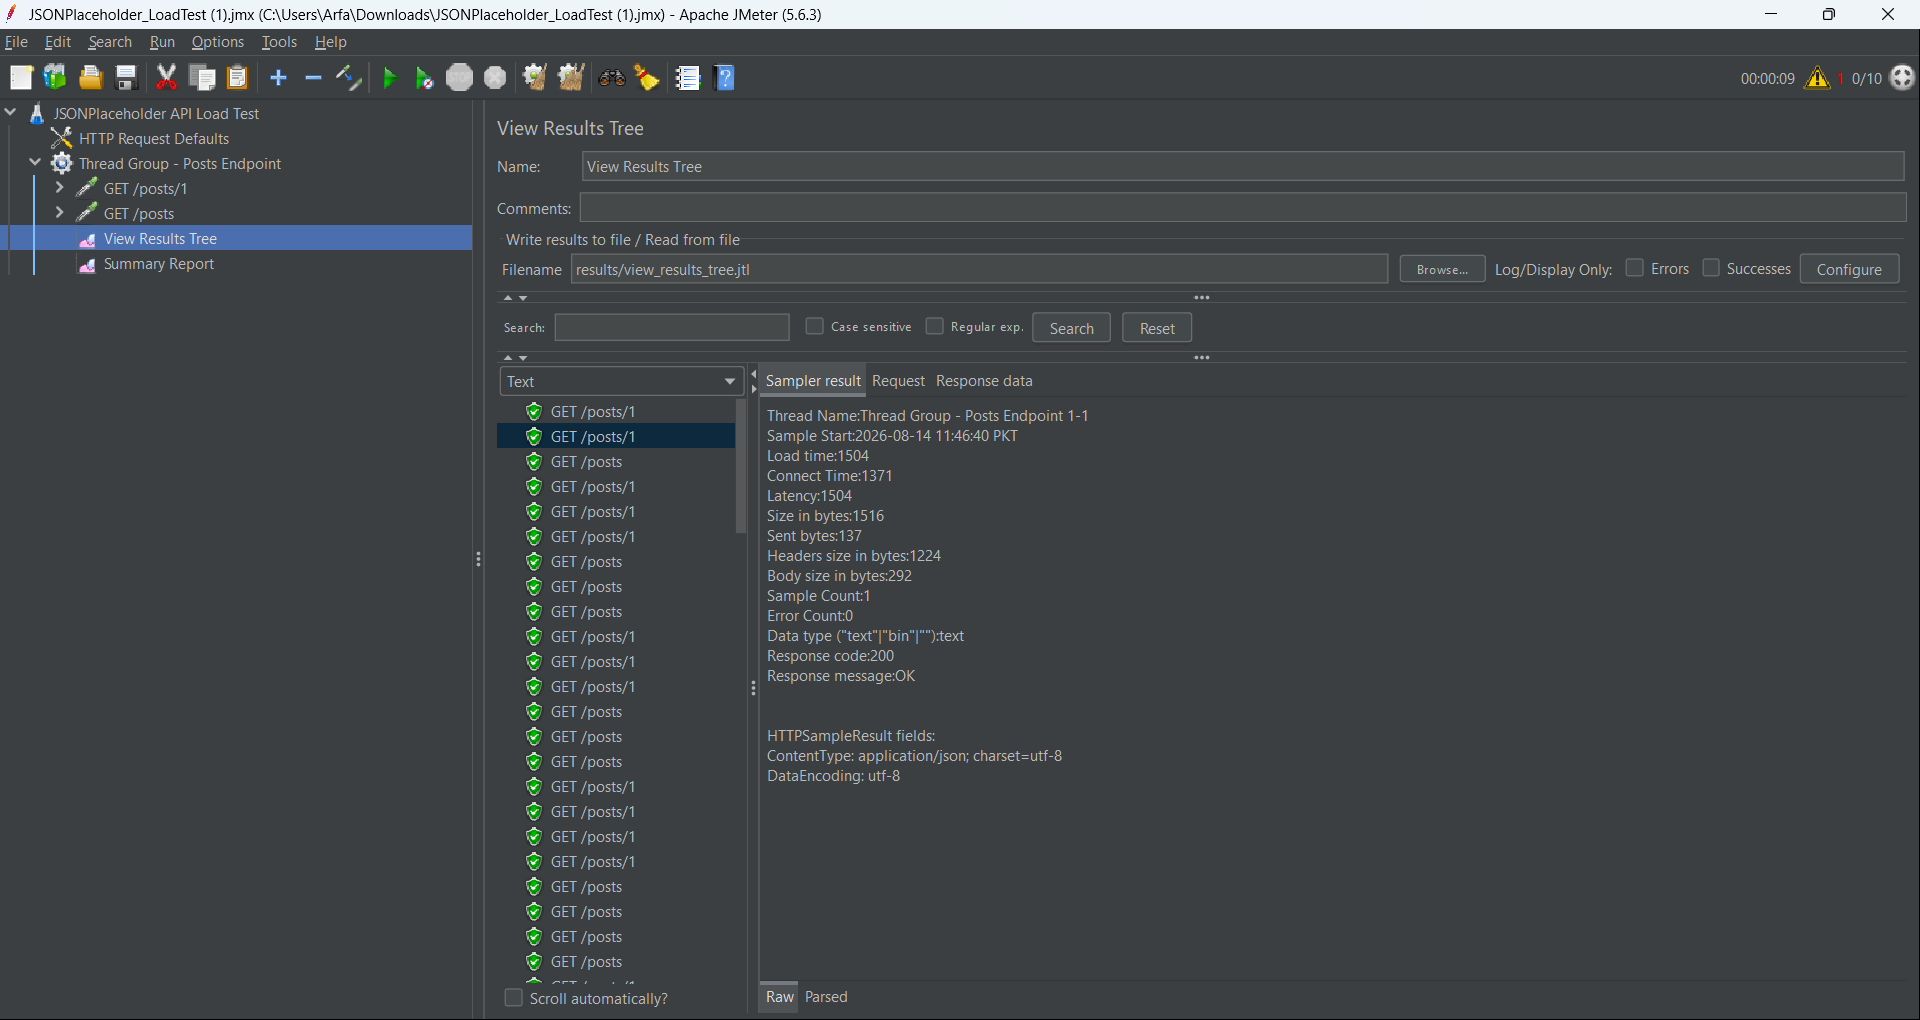 JSONPlaceholder_LoadTest (1).jmx (C:\Users\Arfa\Downloads\JSONPlaceholder_LoadTest (1).jmx) - Apache JMeter (5.6.3)
File Edit Search Run Options Tools Help
STOP 00:00:09 1 0/10
JSONPlaceholder API Load Test
HTTP Request Defaults
Thread Group - Posts Endpoint
GET /posts/1
GET /posts
View Results Tree
Summary Report
View Results Tree
Name: View Results Tree
Comments:
Write results to file / Read from file
Filename results/view_results_tree.jtl Browse... Log/Display Only: Errors Successes Configure
Search: Case sensitive Regular exp. Search Reset
Text
GET /posts/1
GET /posts/1
GET /posts
GET /posts/1
GET /posts/1
GET /posts/1
GET /posts
GET /posts
GET /posts
GET /posts/1
GET /posts/1
GET /posts/1
GET /posts
GET /posts
GET /posts
GET /posts/1
GET /posts/1
GET /posts/1
GET /posts/1
GET /posts
GET /posts
GET /posts
GET /posts
Scroll automatically?
Sampler result Request Response data
Thread Name:Thread Group - Posts Endpoint 1-1
Sample Start:2026-08-14 11:46:40 PKT
Load time:1504
Connect Time:1371
Latency:1504
Size in bytes:1516
Sent bytes:137
Headers size in bytes:1224
Body size in bytes:292
Sample Count:1
Error Count:0
Data type ("text"|"bin"|""):text
Response code:200
Response message:OK
HTTPSampleResult fields:
ContentType: application/json; charset=utf-8
DataEncoding: utf-8
Raw Parsed